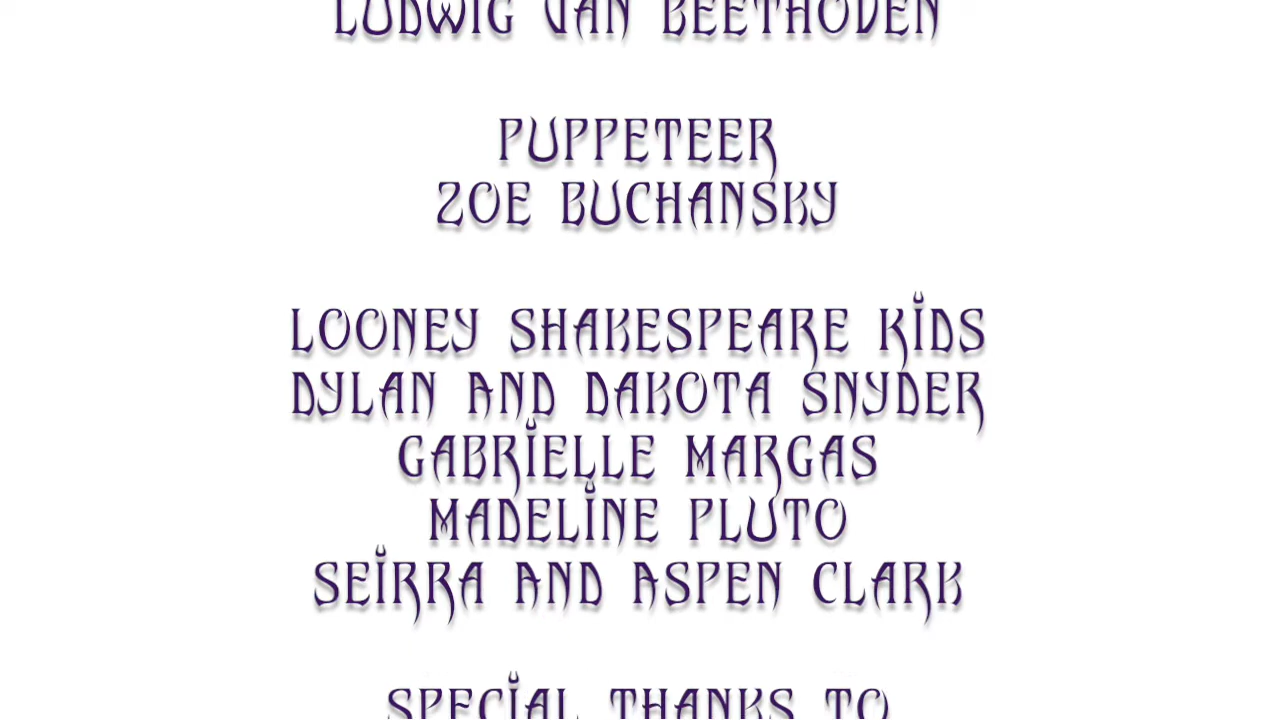 LUDWIG VAN BEETHOVEN
PUPPETEER
ZOE BUCHANSKY
LOONEY SHAKESPEARE KIDS
DYLAN AND DAKOTA SNYDER
GABRIELLE MARGAS
MADELINE PLUTO
SEIRRA AND ASPEN CLARK
SPECIAL THANKS TO